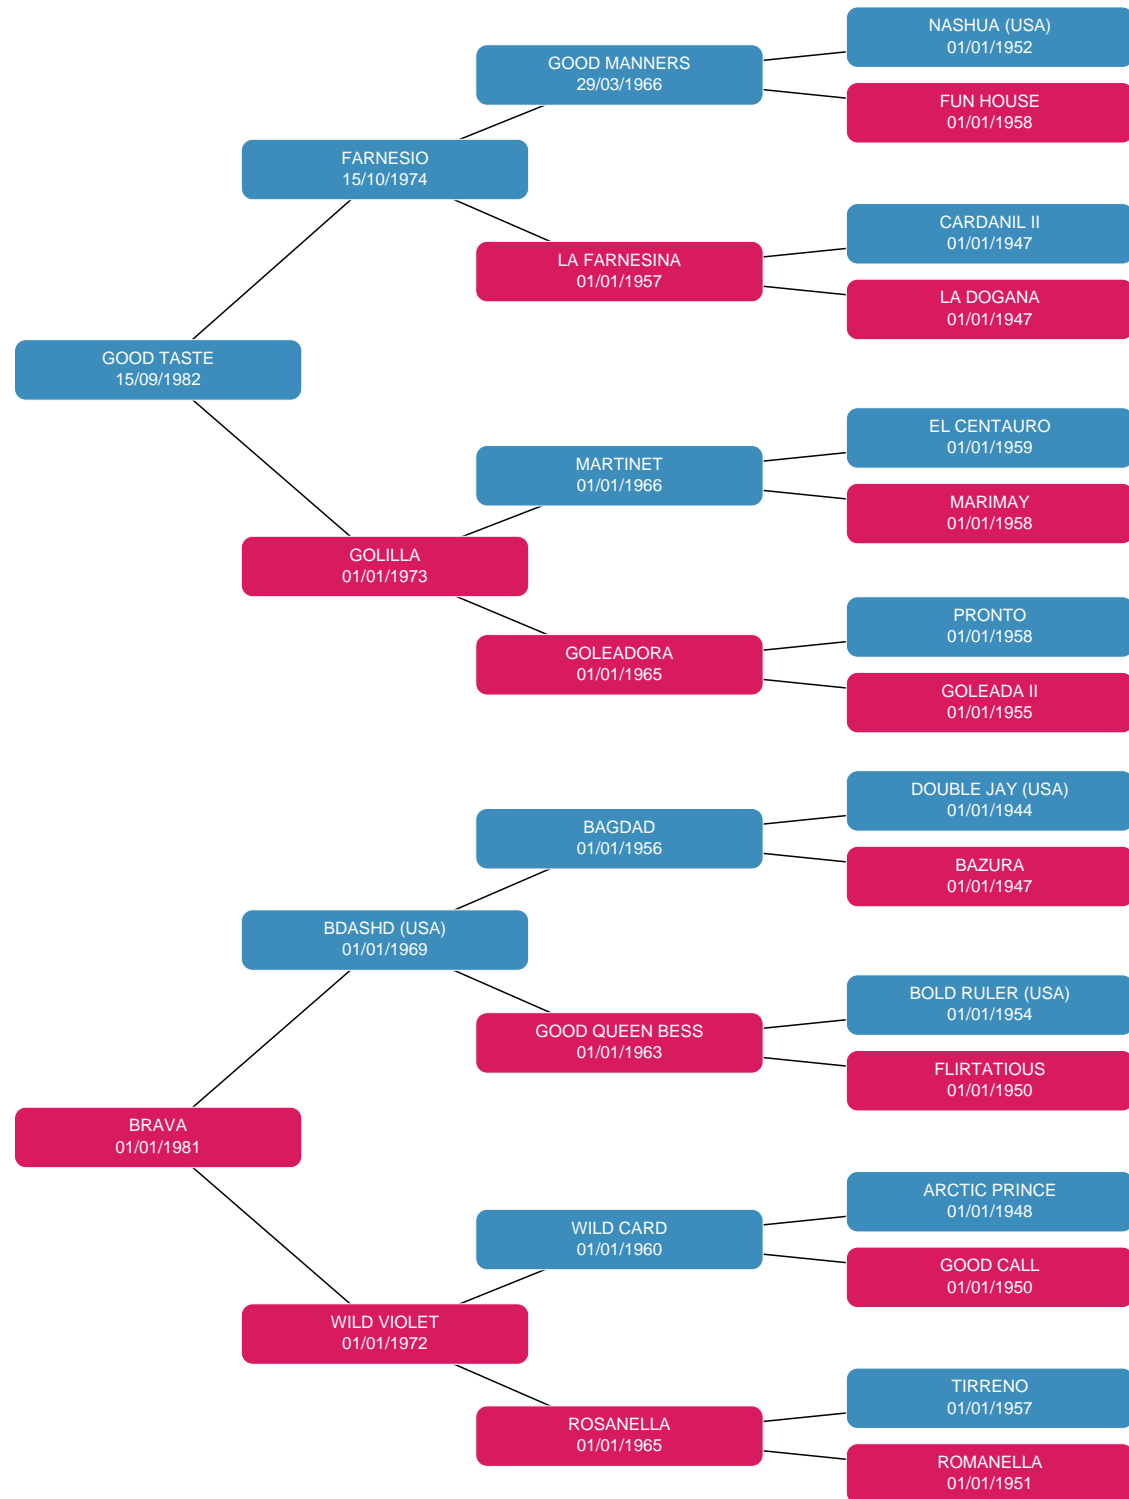 NASHUA (USA)
01/01/1952
GOOD MANNERS
29/03/1966
FUN HOUSE
01/01/1958
FARNESIO
15/10/1974
CARDANIL II
01/01/1947
LA FARNESINA
01/01/1957
LA DOGANA
01/01/1947
GOOD TASTE
15/09/1982
EL CENTAURO
01/01/1959
MARTINET
01/01/1966
MARIMAY
01/01/1958
GOLILLA
01/01/1973
PRONTO
01/01/1958
GOLEADORA
01/01/1965
GOLEADA II
01/01/1955
DOUBLE JAY (USA)
01/01/1944
BAGDAD
01/01/1956
BAZURA
01/01/1947
BDASHD (USA)
01/01/1969
BOLD RULER (USA)
01/01/1954
GOOD QUEEN BESS
01/01/1963
FLIRTATIOUS
01/01/1950
BRAVA
01/01/1981
ARCTIC PRINCE
01/01/1948
WILD CARD
01/01/1960
GOOD CALL
01/01/1950
WILD VIOLET
01/01/1972
TIRRENO
01/01/1957
ROSANELLA
01/01/1965
ROMANELLA
01/01/1951